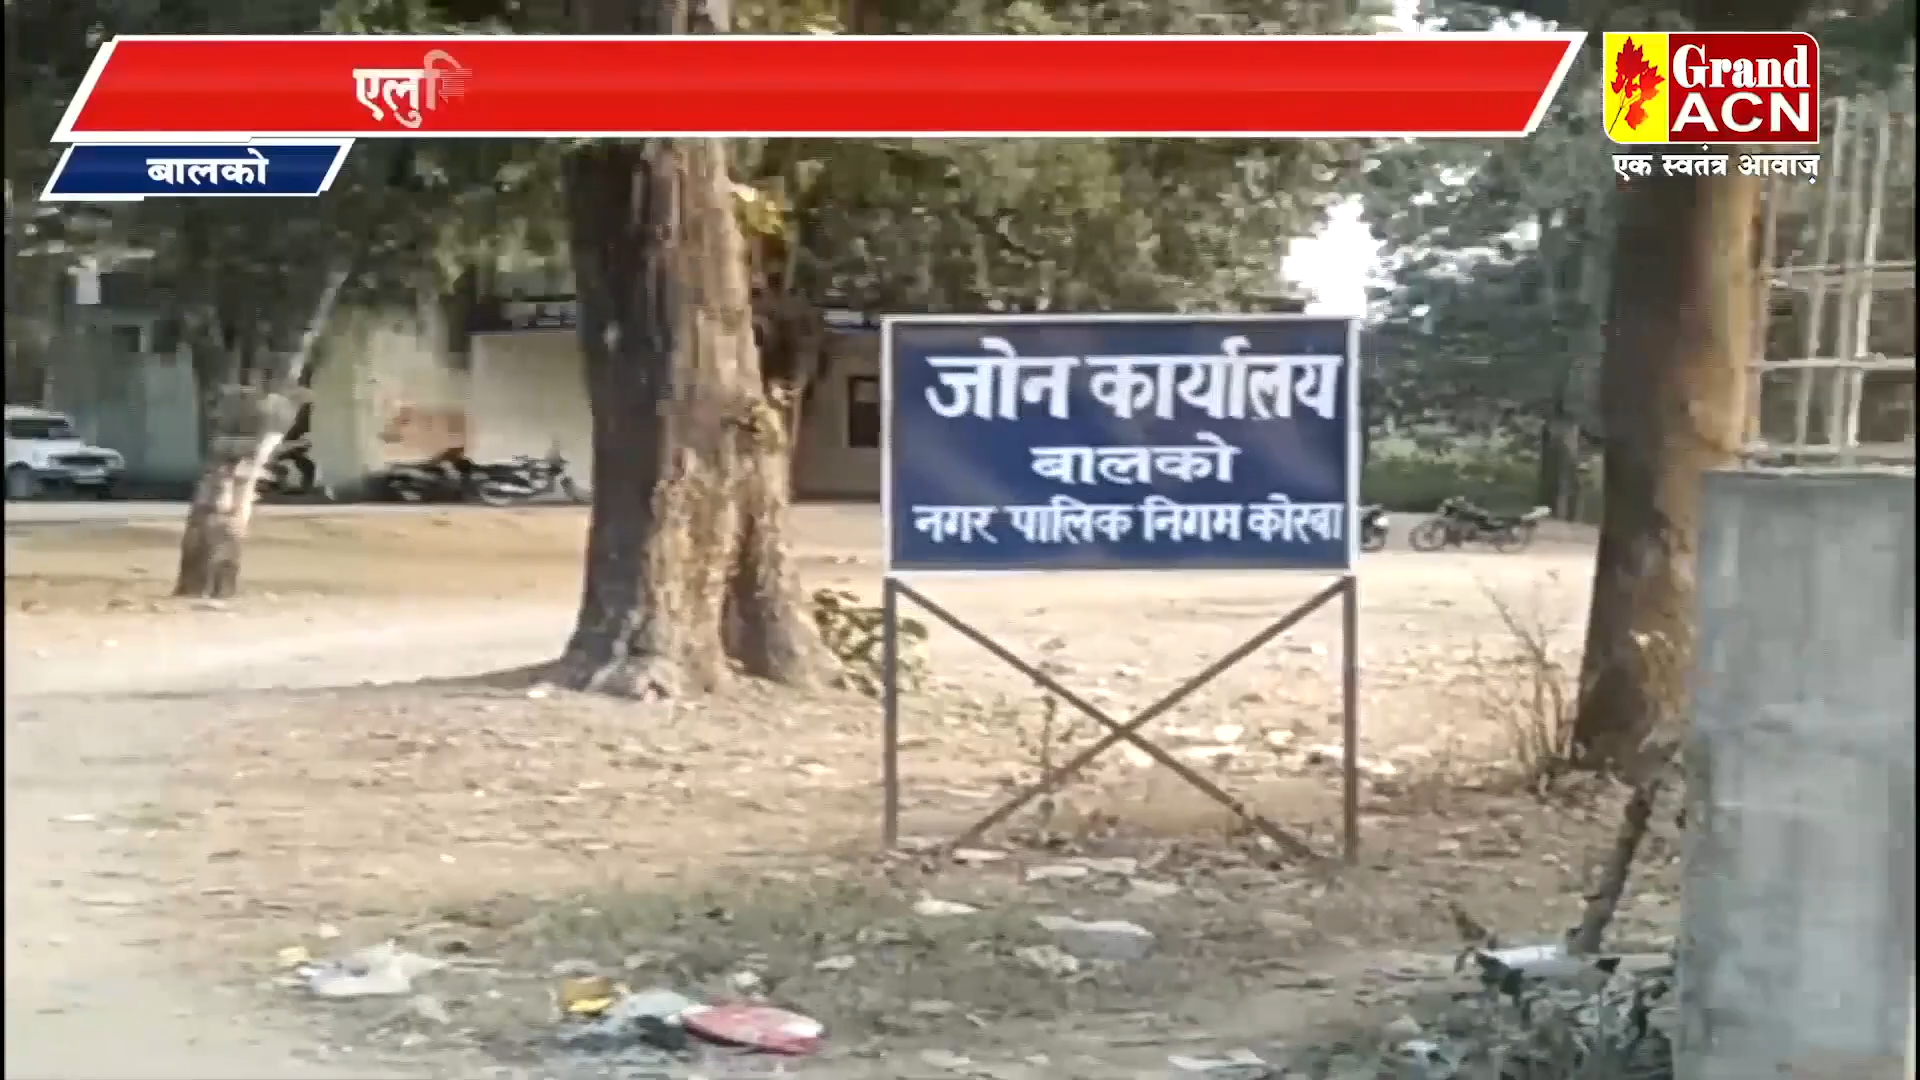 एलु
बालको
Grand
ACN
एक स्वतंत्र आवाज़
जोन कार्यालय
बालको
नगर पालिक निगम कोरबा